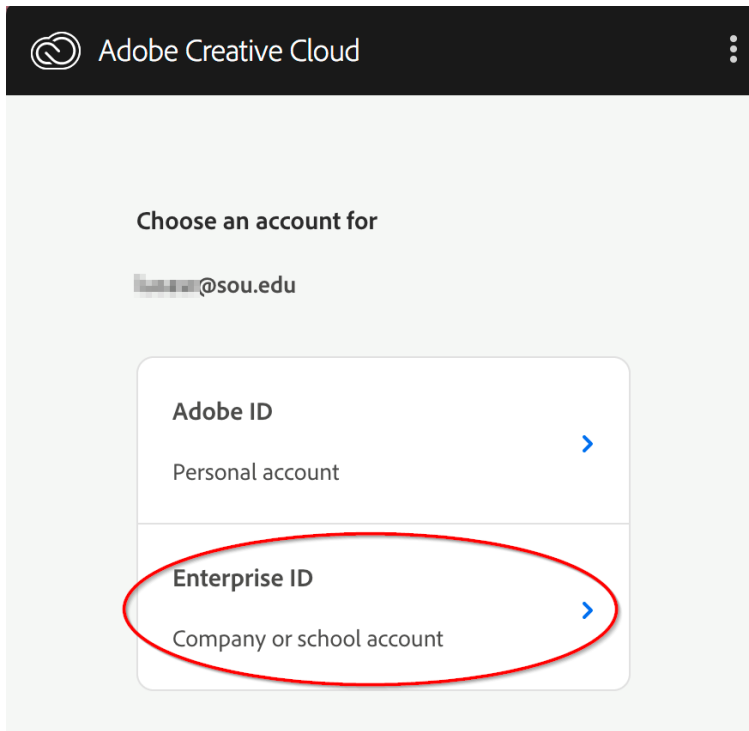 Adobe Creative Cloud
Choose an account for
@sou.edu
Adobe ID
Personal account
Enterprise ID
Company or school account